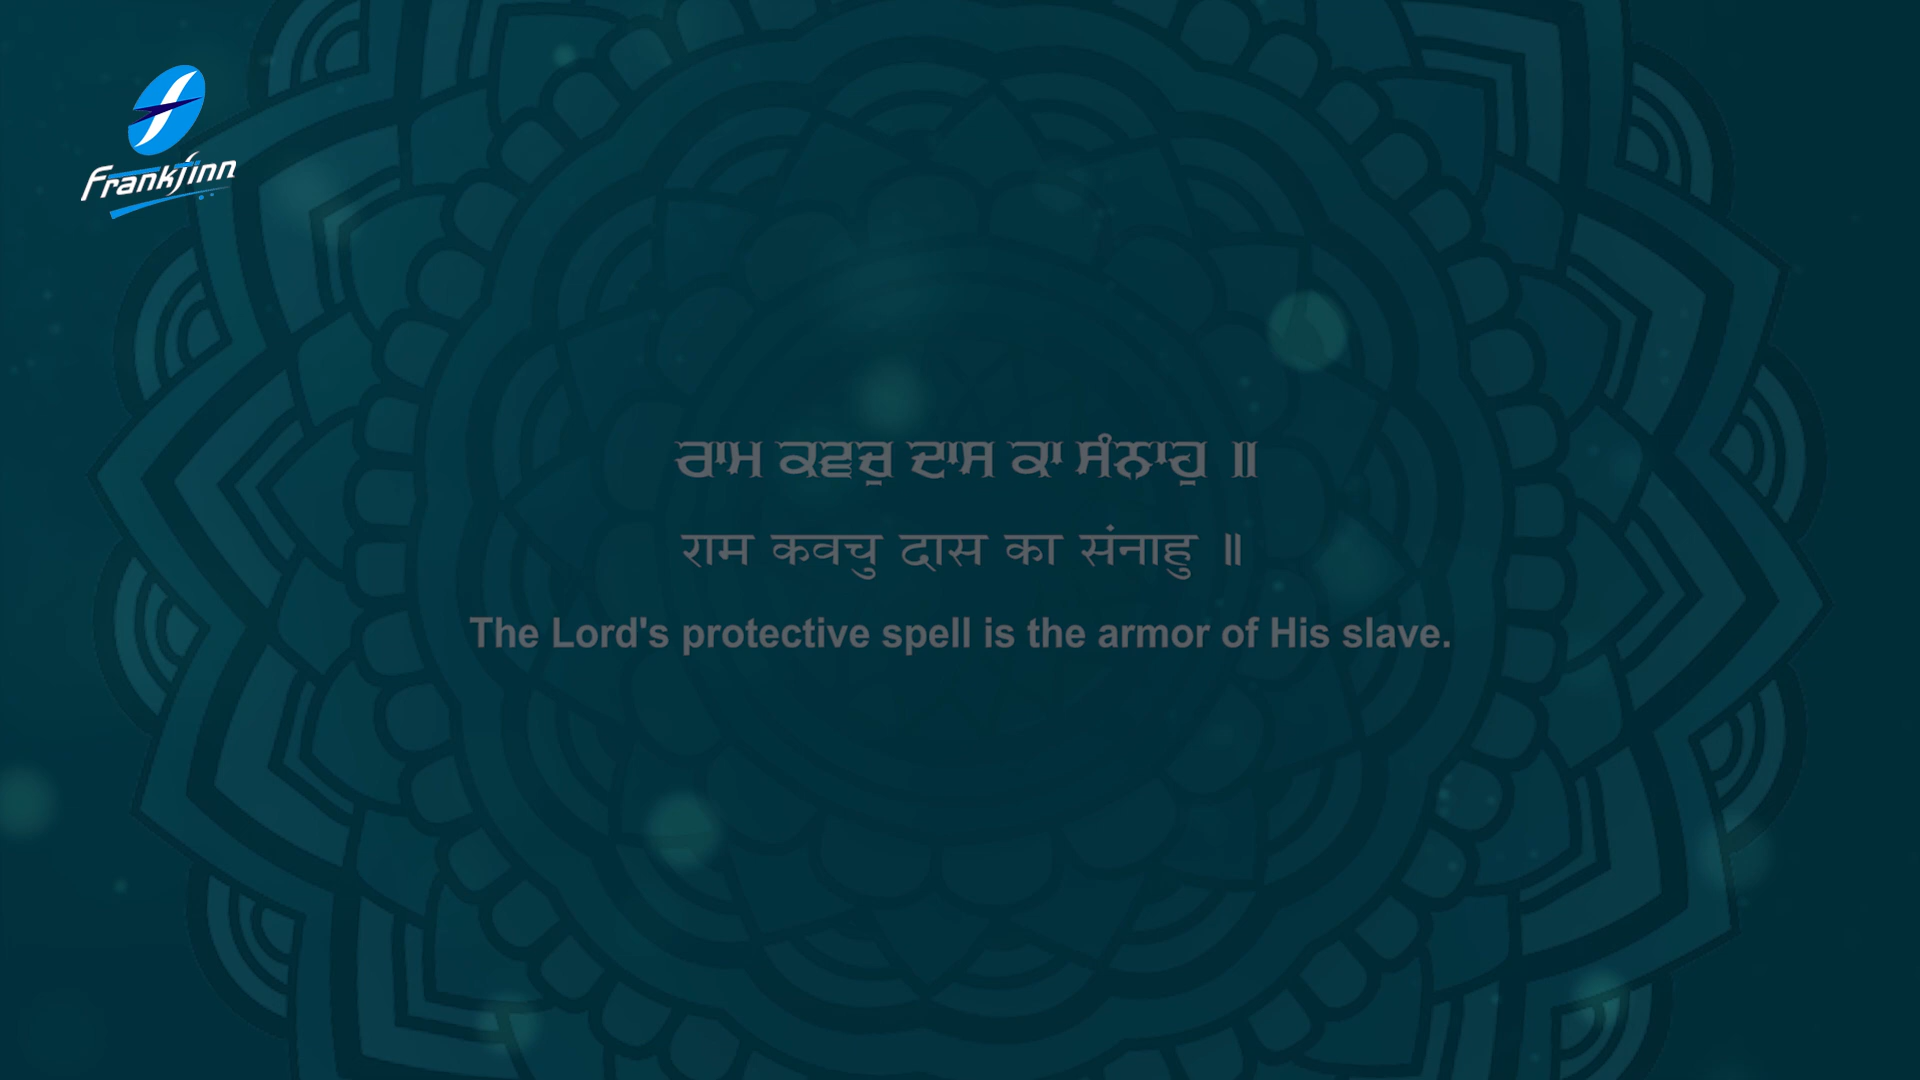 Frankfinn
ਰਾਮ ਕਵਚੁ ਦਾਸ ਕਾ ਸੰਨਾਹੁ ॥
राम कवचु दास का संनाहु ॥
The Lord's protective spell is the armor of His slave.